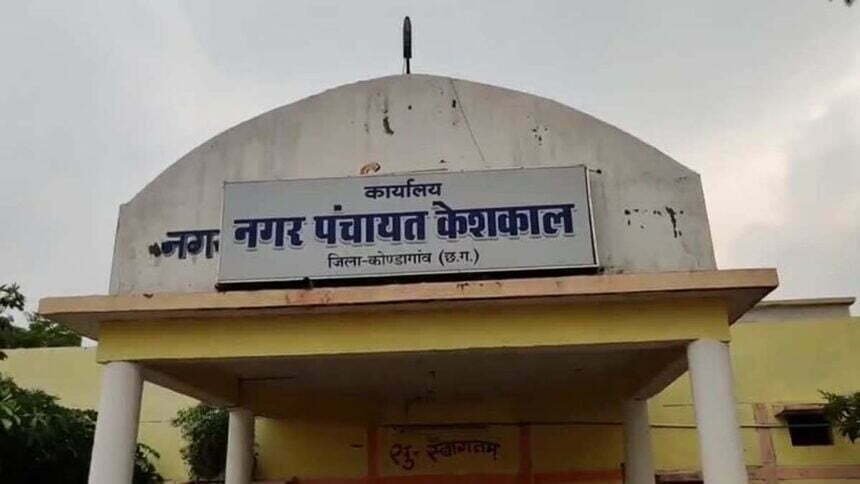 कार्यालय
नगर
नगर पंचायत केशकाल
जिला-कोण्डागॉव (छ.ग.)
सु-स्वागतम्